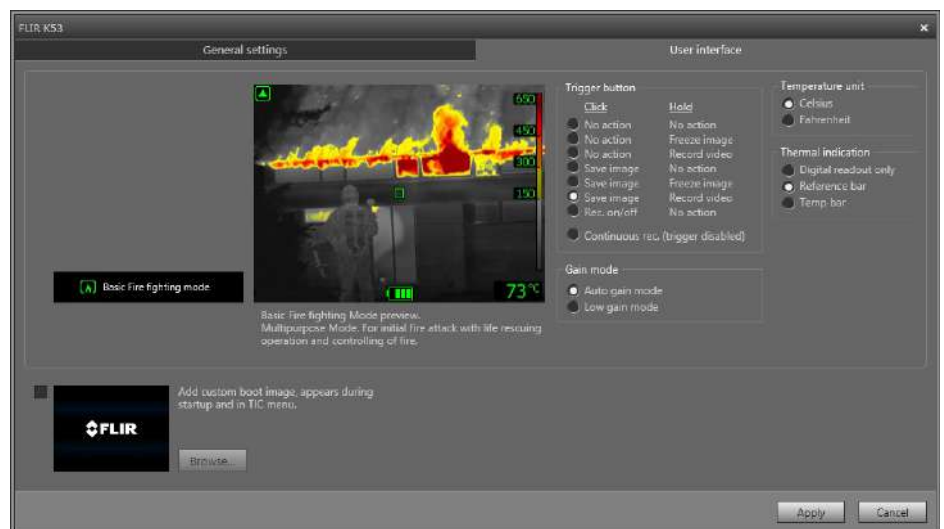 FLIR K53
General settings
User interface
650
450
300
150
73°C
Basic Fire fighting mode
Basic Fire fighting Mode preview.
Multipurpose Mode. For initial fire attack with life rescuing
operation and controlling of fire.
Trigger button
Click Hold
No action No action
No action Freeze image
No action Record video
Save image No action
Save image Freeze image
Save image Record video
Rec. on/off No action
Continuous rec. (trigger disabled)
Gain mode
Auto gain mode
Low gain mode
Temperature unit
Celsius
Fahrenheit
Thermal indication
Digital readout only
Reference bar
Temp bar
FLIR
Add custom boot image, appears during
startup and in TIC menu.
Browse...
Apply Cancel